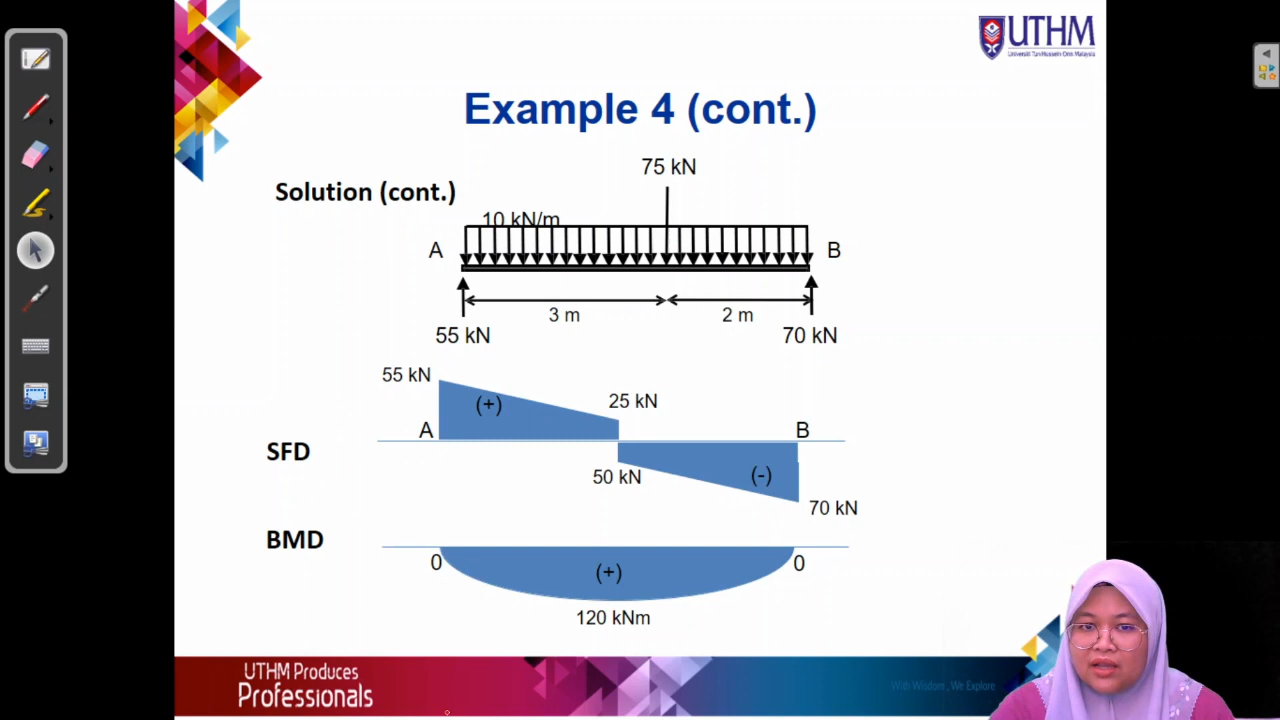 UTHM
Universiti Tun Hussein Onn Malaysia
Example 4 (cont.)
75 kN
Solution (cont.)
10 kN/m
A
B
3 m
2 m
55 kN
70 kN
55 kN
(+)
25 kN
A
B
SFD
50 kN
(-)
70 kN
BMD
0
(+)
0
120 kNm
UTHM Produces
Professionals
With Wisdom, We Explore